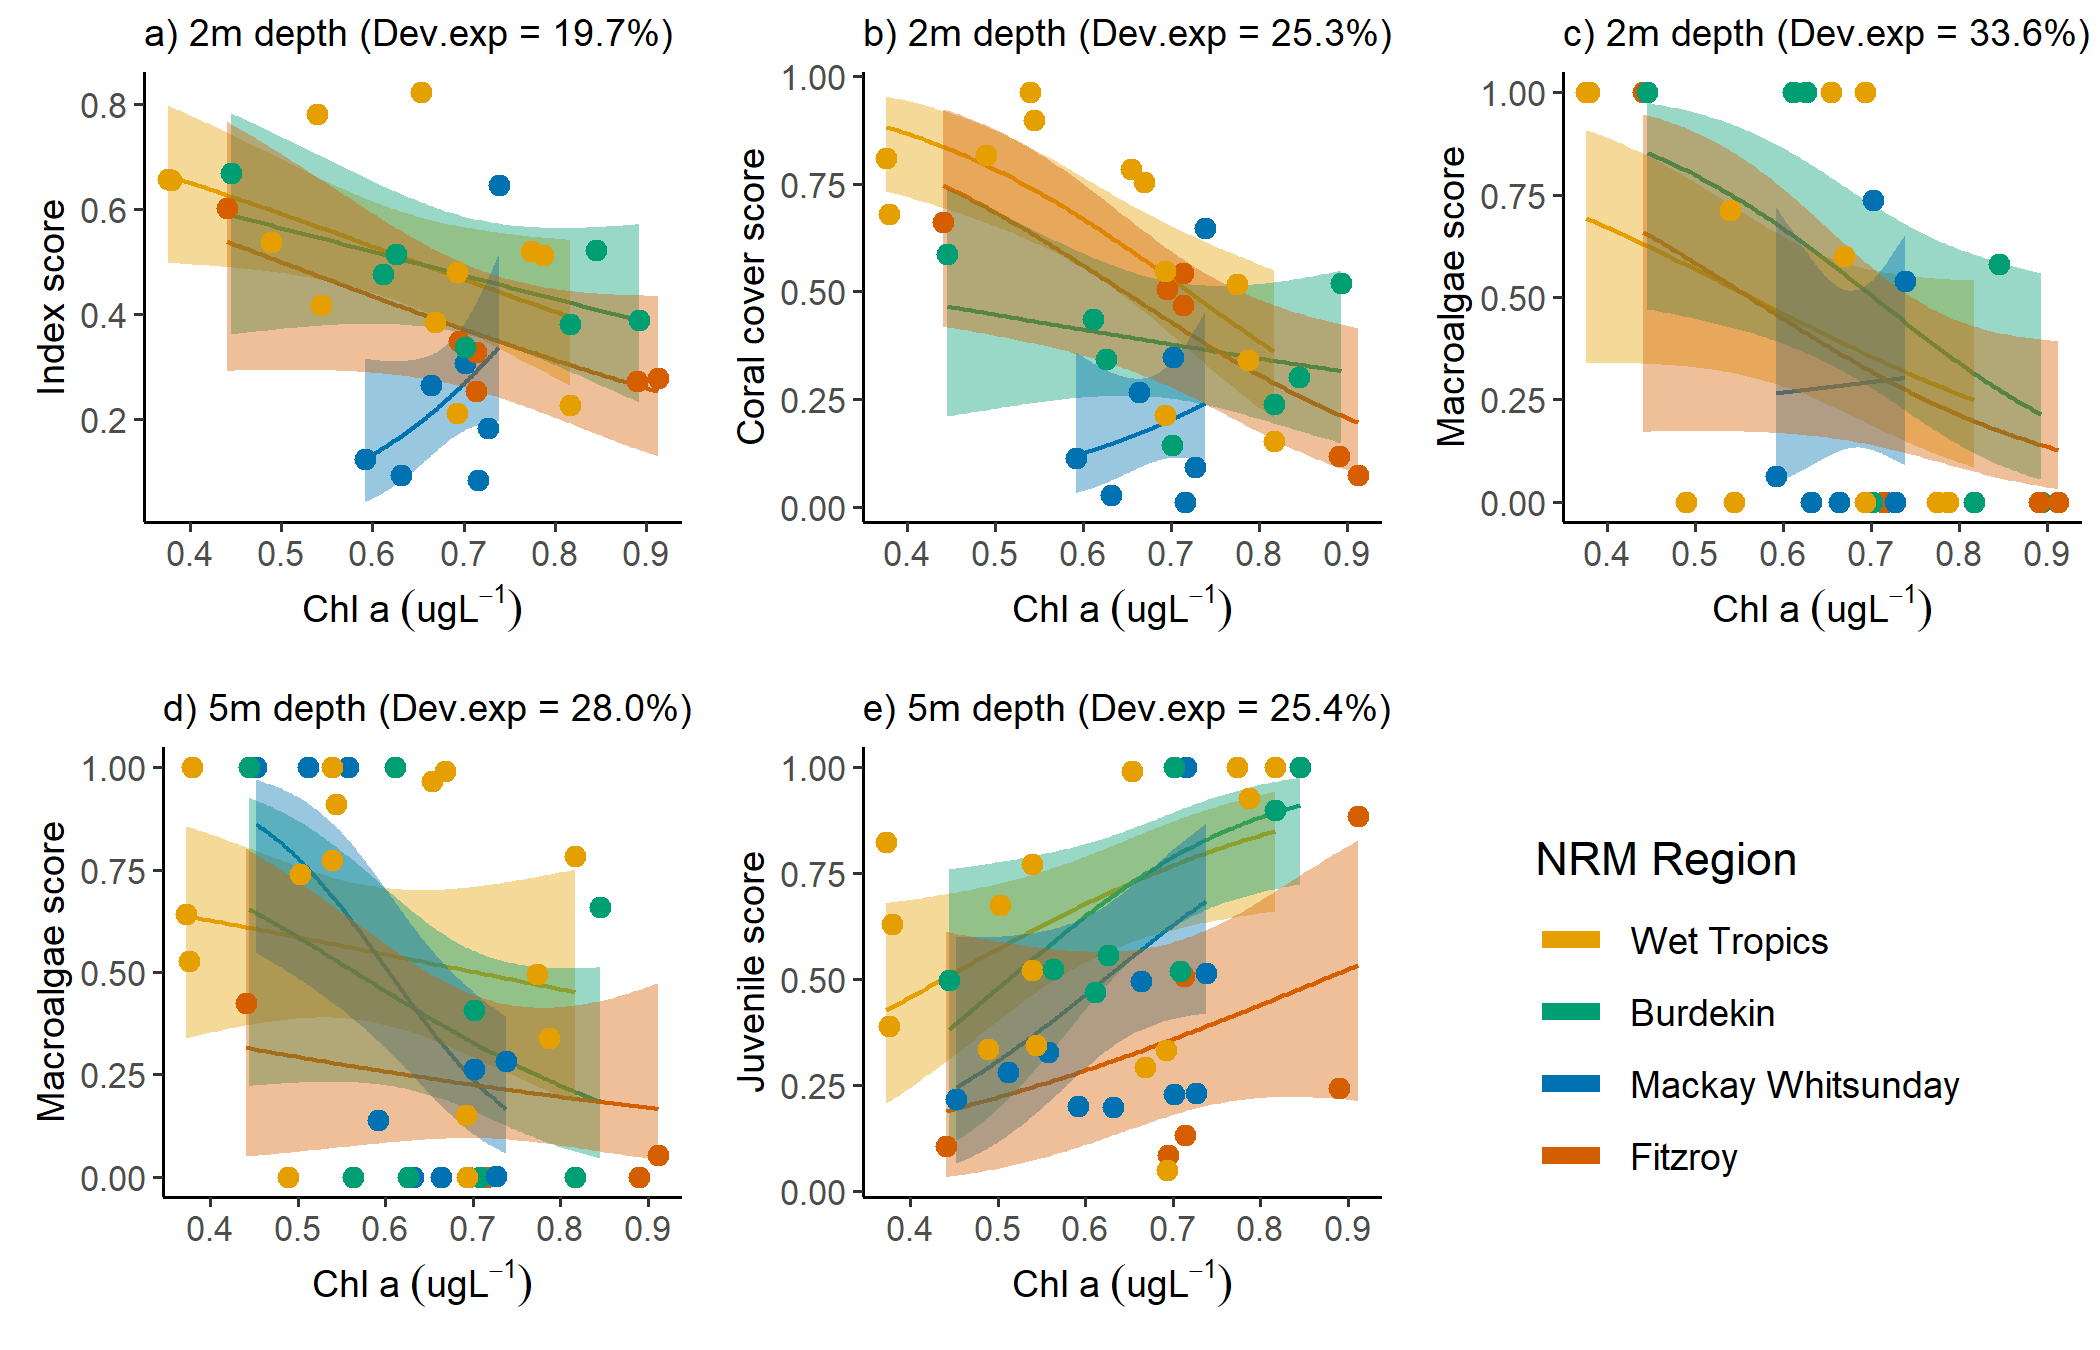 a) 2m depth (Dev.exp = 19.7%)
b) 2m depth (Dev.exp = 25.3%)
c) 2m depth (Dev.exp = 33.6%)
Index score
0.8
0.6
0.4
0.2
0.4 0.5 0.6 0.7 0.8 0.9
Chl a (ugL⁻¹)
Coral cover score
1.00
0.75
0.50
0.25
0.00
0.4 0.5 0.6 0.7 0.8 0.9
Chl a (ugL⁻¹)
Macroalgae score
1.00
0.75
0.50
0.25
0.00
0.4 0.5 0.6 0.7 0.8 0.9
Chl a (ugL⁻¹)
d) 5m depth (Dev.exp = 28.0%)
e) 5m depth (Dev.exp = 25.4%)
Macroalgae score
1.00
0.75
0.50
0.25
0.00
0.4 0.5 0.6 0.7 0.8 0.9
Chl a (ugL⁻¹)
Juvenile score
1.00
0.75
0.50
0.25
0.00
0.4 0.5 0.6 0.7 0.8 0.9
Chl a (ugL⁻¹)
NRM Region
Wet Tropics
Burdekin
Mackay Whitsunday
Fitzroy